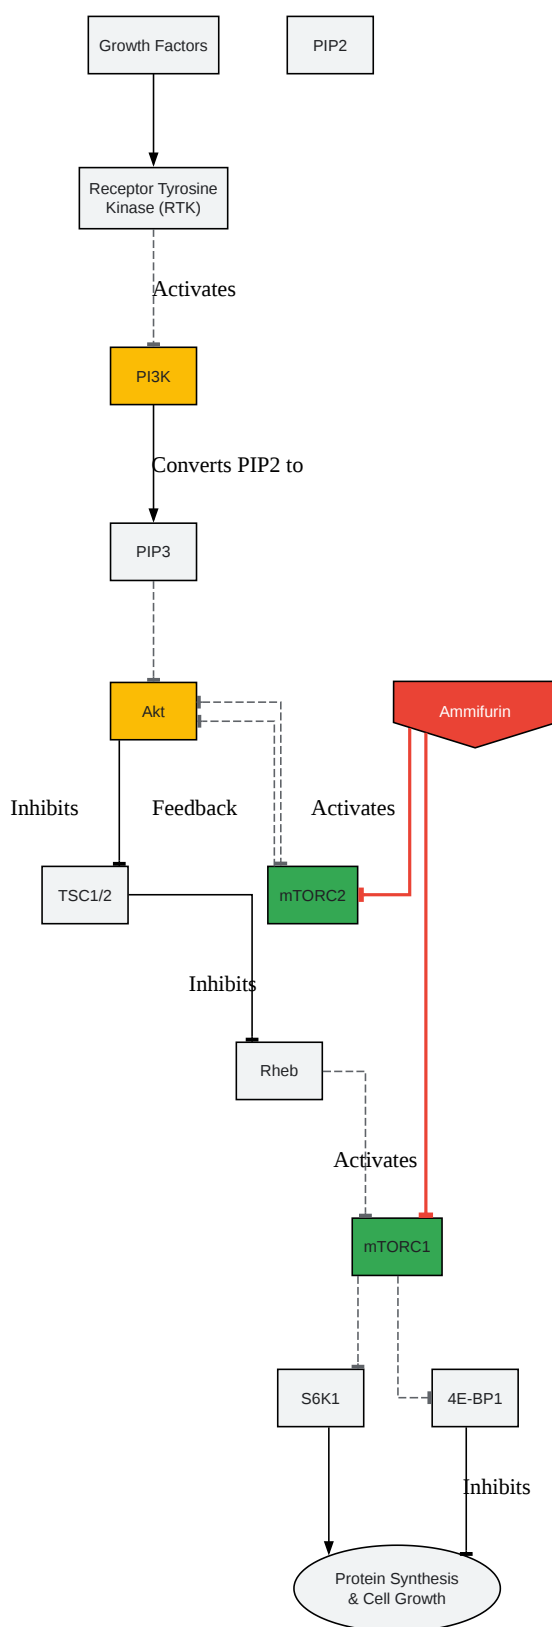 Growth Factors
PIP2
Receptor Tyrosine
Kinase (RTK)
Activates
PI3K
Converts PIP2 to
PIP3
Akt
Ammifurin
Inhibits
Feedback
Activates
TSC1/2
mTORC2
Inhibits
Rheb
Activates
mTORC1
S6K1
4E-BP1
Inhibits
Protein Synthesis
& Cell Growth